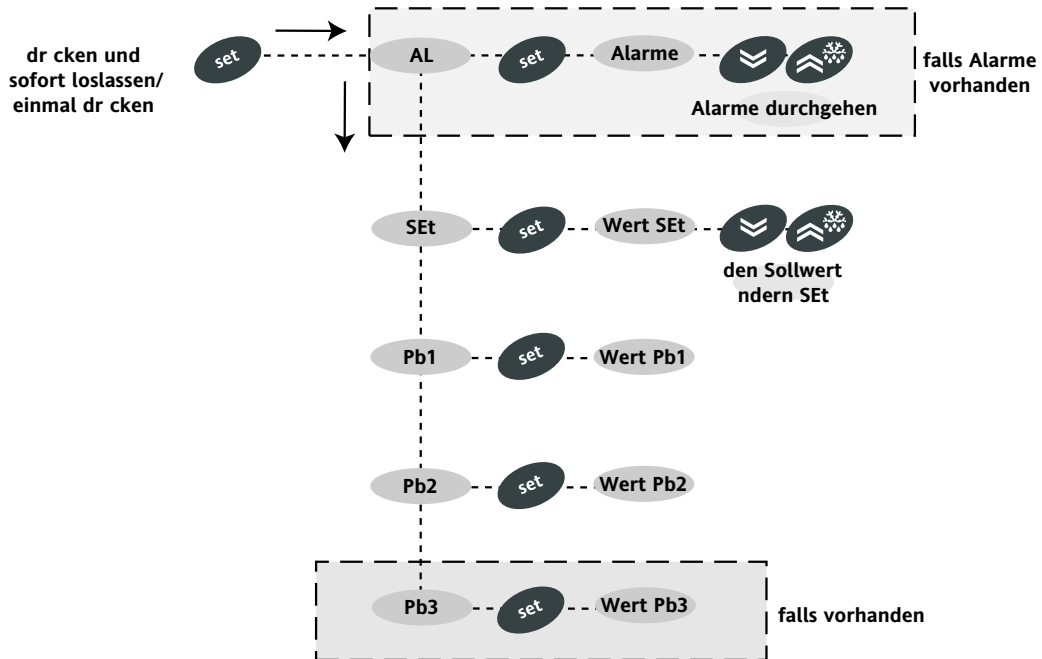 dr cken und
sofort loslassen/
einmal dr cken
set
AL
set
Alarme
Alarme durchgehen
falls Alarme
vorhanden
SEt
set
Wert SEt
den Sollwert
ndern SEt
Pb1
set
Wert Pb1
Pb2
set
Wert Pb2
Pb3
set
Wert Pb3
falls vorhanden